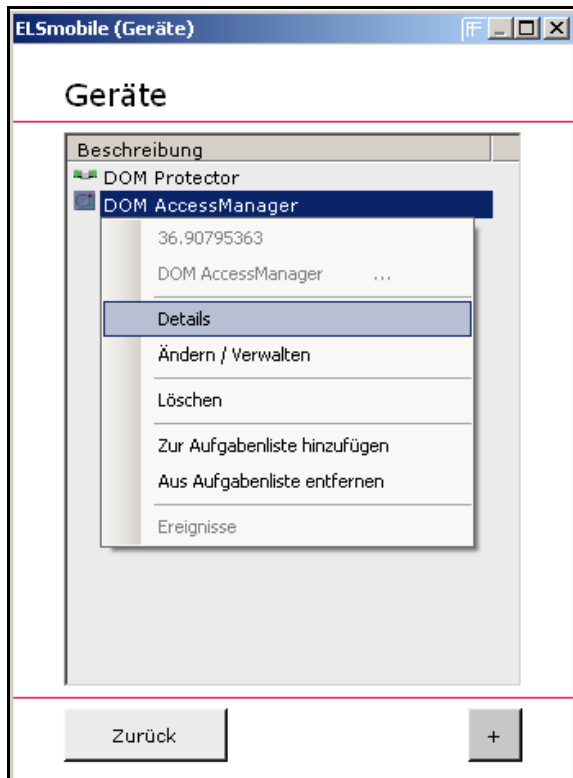 ELSmobile (Geräte)
Geräte
Beschreibung
DOM Protector
DOM AccessManager
36.90795363
DOM AccessManager ...
Details
Ändern / Verwalten
Löschen
Zur Aufgabenliste hinzufügen
Aus Aufgabenliste entfernen
Ereignisse
Zurück +